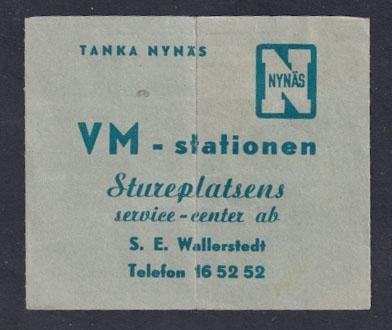 TANKA NYNÄS
N
NYNÄS
VM - stationen
Stureplatsens
service-center ab
S. E. Wallerstedt
Telefon 16 52 52